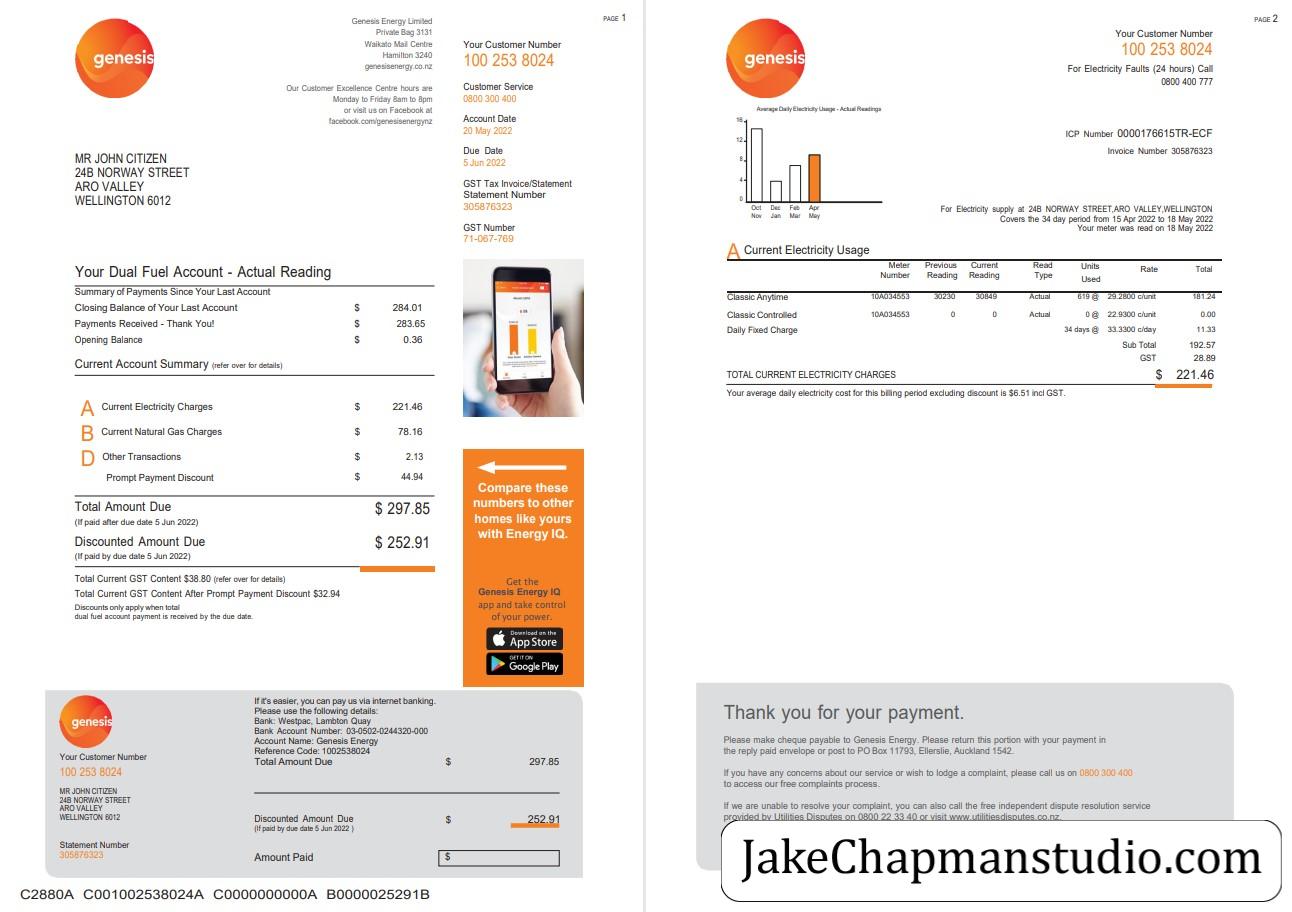 PAGE 1
genesis
Genesis Energy Limited
Private Bag 3131
Waikato Mail Centre
Hamilton 3240
genesisenergy.co.nz
Our Customer Excellence Centre hours are
Monday to Friday 8am to 8pm
or visit us on Facebook at
facebook.com/genesisenergynz
Your Customer Number
100 253 8024
Customer Service
0800 300 400
Account Date
20 May 2022
Due Date
5 Jun 2022
GST Tax Invoice/Statement
Statement Number
305876323
GST Number
71-067-769
MR JOHN CITIZEN
24B NORWAY STREET
ARO VALLEY
WELLINGTON 6012
Your Dual Fuel Account - Actual Reading
Summary of Payments Since Your Last Account
Closing Balance of Your Last Account $ 284.01
Payments Received - Thank You! $ 283.65
Opening Balance $ 0.36
Current Account Summary (refer over for details)
A Current Electricity Charges $ 221.46
B Current Natural Gas Charges $ 78.16
D Other Transactions $ 2.13
Prompt Payment Discount $ 44.94
Total Amount Due $ 297.85
(If paid after due date 5 Jun 2022)
Discounted Amount Due $ 252.91
(If paid by due date 5 Jun 2022)
Total Current GST Content $38.80 (refer over for details)
Total Current GST Content After Prompt Payment Discount $32.94
Discounts only apply when total
dual fuel account payment is received by the due date.
Compare these
numbers to other
homes like yours
with Energy IQ.
Get the
Genesis Energy IQ
app and take control
of your power.
Download on the
App Store
GET IT ON
Google Play
genesis
Your Customer Number
100 253 8024
MR JOHN CITIZEN
24B NORWAY STREET
ARO VALLEY
WELLINGTON 6012
Statement Number
305876323
If it's easier, you can pay us via internet banking.
Please use the following details:
Bank: Westpac, Lambton Quay
Bank Account Number: 03-0502-0244320-000
Account Name: Genesis Energy
Reference Code: 1002538024
Total Amount Due $ 297.85
Discounted Amount Due $ 252.91
(If paid by due date 5 Jun 2022 )
Amount Paid $
C2880A C001002538024A C0000000000A B0000025291B
PAGE 2
genesis
Your Customer Number
100 253 8024
For Electricity Faults (24 hours) Call
0800 400 777
Average Daily Electricity Usage - Actual Readings
16
12
8
4
0
Oct Dec Feb Apr
Nov Jan Mar May
ICP Number 0000176615TR-ECF
Invoice Number 305876323
For Electricity supply at 24B NORWAY STREET,ARO VALLEY,WELLINGTON
Covers the 34 day period from 15 Apr 2022 to 18 May 2022
Your meter was read on 18 May 2022
A Current Electricity Usage
Meter Previous Current Read Units Rate Total
Number Reading Reading Type Used
Classic Anytime 10A034553 30230 30849 Actual 619 @ 29.2800 c/unit 181.24
Classic Controlled 10A034553 0 0 Actual 0 @ 22.9300 c/unit 0.00
Daily Fixed Charge 34 days @ 33.3300 c/day 11.33
Sub Total 192.57
GST 28.89
TOTAL CURRENT ELECTRICITY CHARGES $ 221.46
Your average daily electricity cost for this billing period excluding discount is $6.51 incl GST.
Thank you for your payment.
Please make cheque payable to Genesis Energy. Please return this portion with your payment in
the reply paid envelope or post to PO Box 11793, Ellerslie, Auckland 1542.
If you have any concerns about our service or wish to lodge a complaint, please call us on 0800 300 400
to access our free complaints process.
If we are unable to resolve your complaint, you can also call the free independent dispute resolution service
provided by Utilities Disputes on 0800 22 33 40 or visit www.utilitiesdisputes.co.nz.
JakeChapmanstudio.com